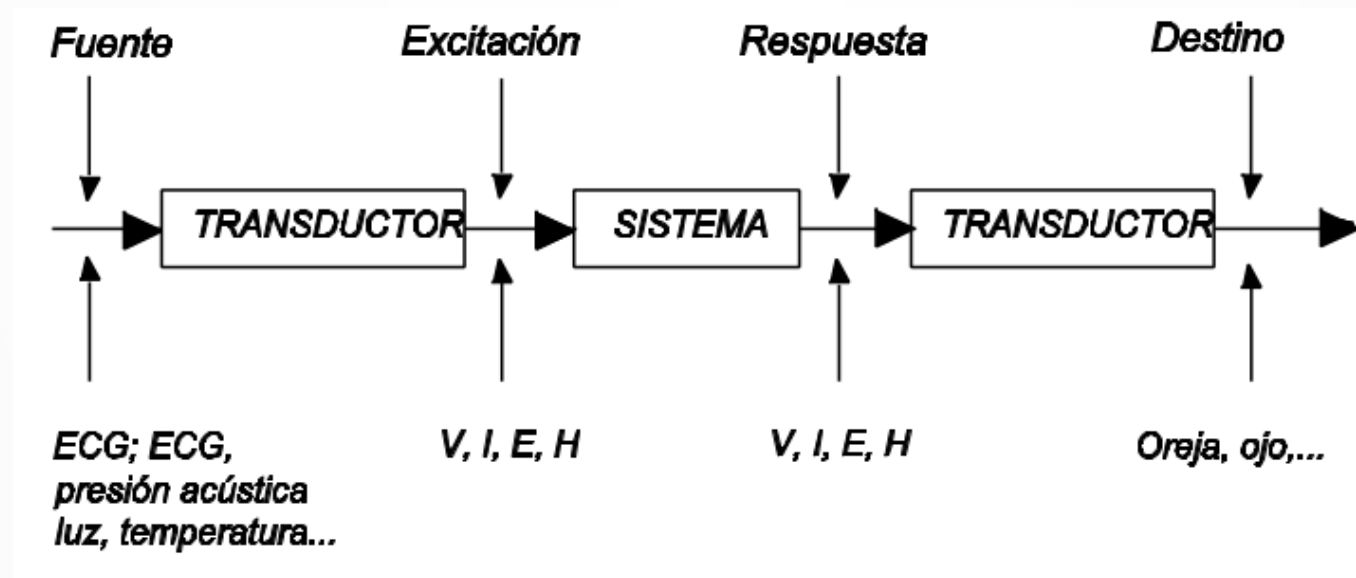 Fuente
Excitación
Respuesta
Destino
TRANSDUCTOR
SISTEMA
TRANSDUCTOR
ECG; ECG,
presión acústica
luz, temperatura...
V, I, E, H
V, I, E, H
Oreja, ojo,...